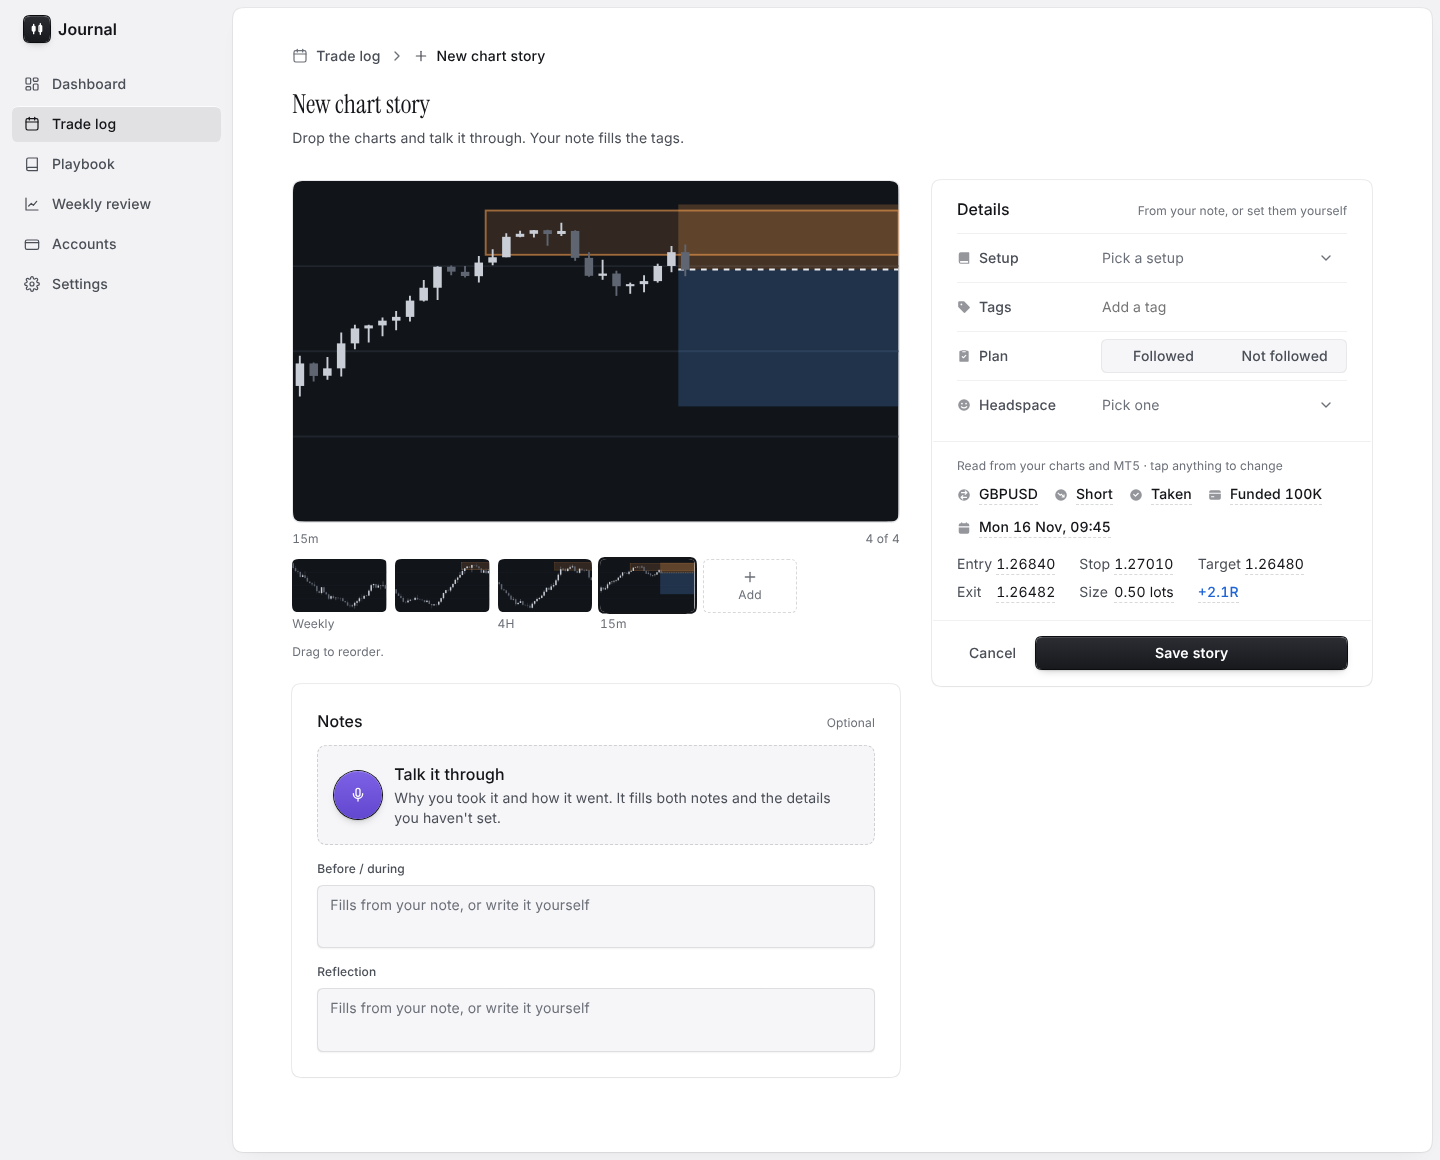 Journal
Dashboard
Trade log
Playbook
Weekly review
Accounts
Settings
Trade log
New chart story
New chart story
Drop the charts and talk it through. Your note fills the tags.
15m
4 of 4
Add
Weekly
4H
15m
Drag to reorder.
Notes
Optional
Talk it through
Why you took it and how it went. It fills both notes and the details
you haven't set.
Before / during
Fills from your note, or write it yourself
Reflection
Fills from your note, or write it yourself
Details
From your note, or set them yourself
Setup
Pick a setup
Tags
Add a tag
Plan
Followed
Not followed
Headspace
Pick one
Read from your charts and MT5 · tap anything to change
GBPUSD
Short
Taken
Funded 100K
Mon 16 Nov, 09:45
Entry 1.26840
Stop 1.27010
Target 1.26480
Exit 1.26482
Size 0.50 lots
+2.1R
Cancel
Save story